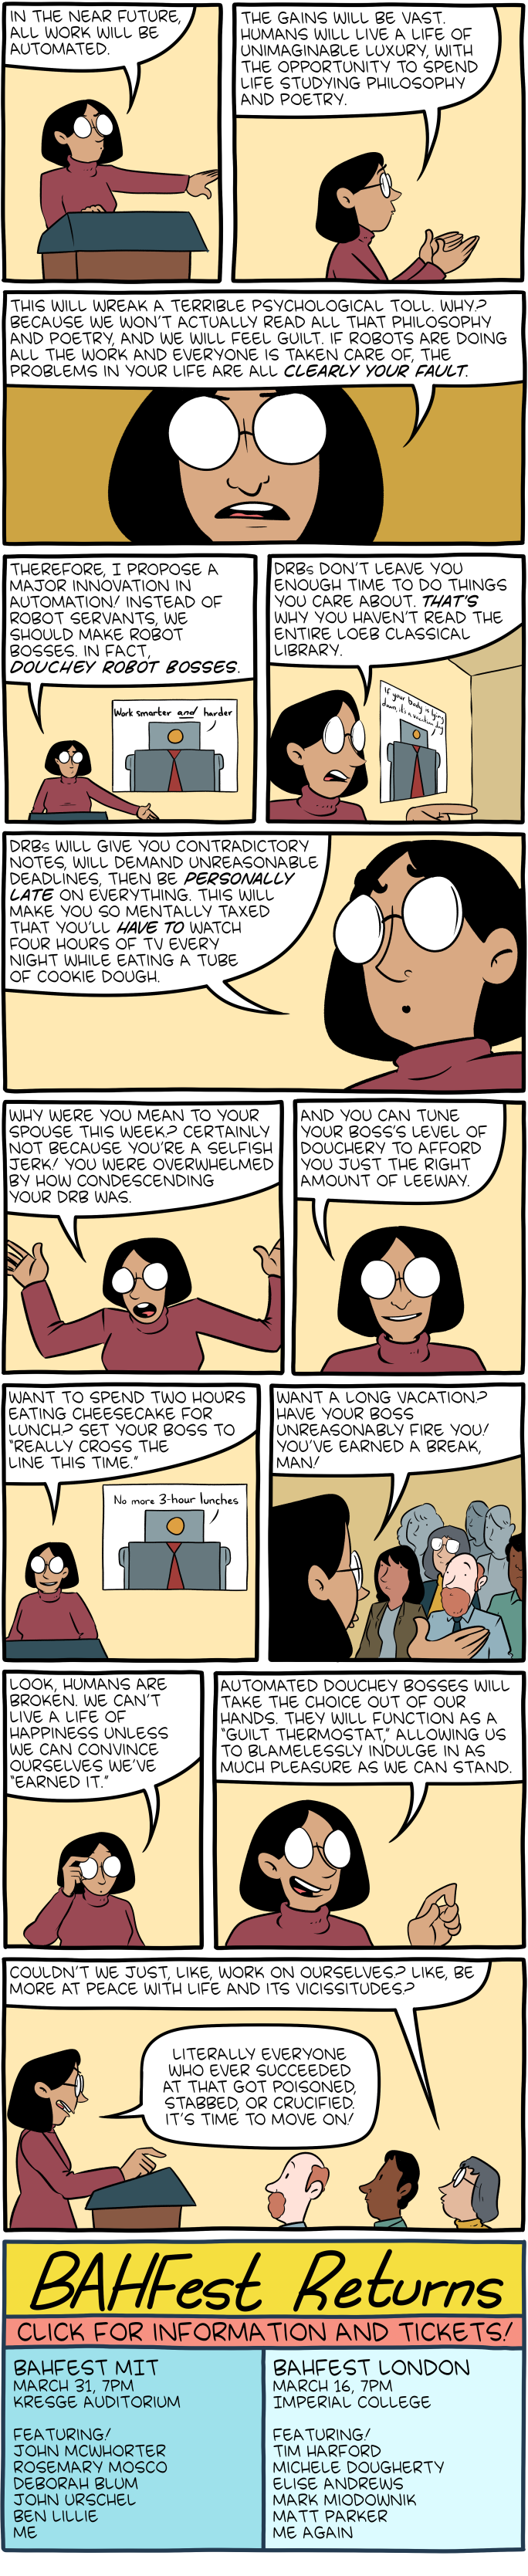 IN THE NEAR FUTURE,
ALL WORK WILL BE
AUTOMATED.
THE GAINS WILL BE VAST.
HUMANS WILL LIVE A LIFE OF
UNIMAGINABLE LUXURY, WITH
THE OPPORTUNITY TO SPEND
LIFE STUDYING PHILOSOPHY
AND POETRY.
THIS WILL WREAK A TERRIBLE PSYCHOLOGICAL TOLL. WHY?
BECAUSE WE WON'T ACTUALLY READ ALL THAT PHILOSOPHY
AND POETRY, AND WE WILL FEEL GUILT. IF ROBOTS ARE DOING
ALL THE WORK AND EVERYONE IS TAKEN CARE OF, THE
PROBLEMS IN YOUR LIFE ARE ALL CLEARLY YOUR FAULT.
THEREFORE, I PROPOSE A
MAJOR INNOVATION IN
AUTOMATION! INSTEAD OF
ROBOT SERVANTS, WE
SHOULD MAKE ROBOT
BOSSES. IN FACT,
DOUCHEY ROBOT BOSSES.
Work smarter and harder
DRBs DON'T LEAVE YOU
ENOUGH TIME TO DO THINGS
YOU CARE ABOUT. THAT'S
WHY YOU HAVEN'T READ THE
ENTIRE LOEB CLASSICAL
LIBRARY.
If your body is lying
down, it's a vacation
DRBs WILL GIVE YOU CONTRADICTORY
NOTES, WILL DEMAND UNREASONABLE
DEADLINES, THEN BE PERSONALLY
LATE ON EVERYTHING. THIS WILL
MAKE YOU SO MENTALLY TAXED
THAT YOU'LL HAVE TO WATCH
FOUR HOURS OF TV EVERY
NIGHT WHILE EATING A TUBE
OF COOKIE DOUGH.
WHY WERE YOU MEAN TO YOUR
SPOUSE THIS WEEK? CERTAINLY
NOT BECAUSE YOU'RE A SELFISH
JERK! YOU WERE OVERWHELMED
BY HOW CONDESCENDING
YOUR DRB WAS.
AND YOU CAN TUNE
YOUR BOSS'S LEVEL OF
DOUCHERY TO AFFORD
YOU JUST THE RIGHT
AMOUNT OF LEEWAY.
WANT TO SPEND TWO HOURS
EATING CHEESECAKE FOR
LUNCH? SET YOUR BOSS TO
"REALLY CROSS THE
LINE THIS TIME."
No more 3-hour lunches
WANT A LONG VACATION?
HAVE YOUR BOSS
UNREASONABLY FIRE YOU!
YOU'VE EARNED A BREAK,
MAN!
LOOK, HUMANS ARE
BROKEN. WE CAN'T
LIVE A LIFE OF
HAPPINESS UNLESS
WE CAN CONVINCE
OURSELVES WE'VE
"EARNED IT."
AUTOMATED DOUCHEY BOSSES WILL
TAKE THE CHOICE OUT OF OUR
HANDS. THEY WILL FUNCTION AS A
"GUILT THERMOSTAT," ALLOWING US
TO BLAMELESSLY INDULGE IN AS
MUCH PLEASURE AS WE CAN STAND.
COULDN'T WE JUST, LIKE, WORK ON OURSELVES? LIKE, BE
MORE AT PEACE WITH LIFE AND ITS VICISSITUDES?
LITERALLY EVERYONE
WHO EVER SUCCEEDED
AT THAT GOT POISONED,
STABBED, OR CRUCIFIED.
IT'S TIME TO MOVE ON!
BAHFest Returns
CLICK FOR INFORMATION AND TICKETS!
BAHFEST MIT
MARCH 31, 7PM
KRESGE AUDITORIUM
FEATURING!
JOHN MCWHORTER
ROSEMARY MOSCO
DEBORAH BLUM
JOHN URSCHEL
BEN LILLIE
ME
BAHFEST LONDON
MARCH 16, 7PM
IMPERIAL COLLEGE
FEATURING!
TIM HARFORD
MICHELE DOUGHERTY
ELISE ANDREWS
MARK MIODOWNIK
MATT PARKER
ME AGAIN